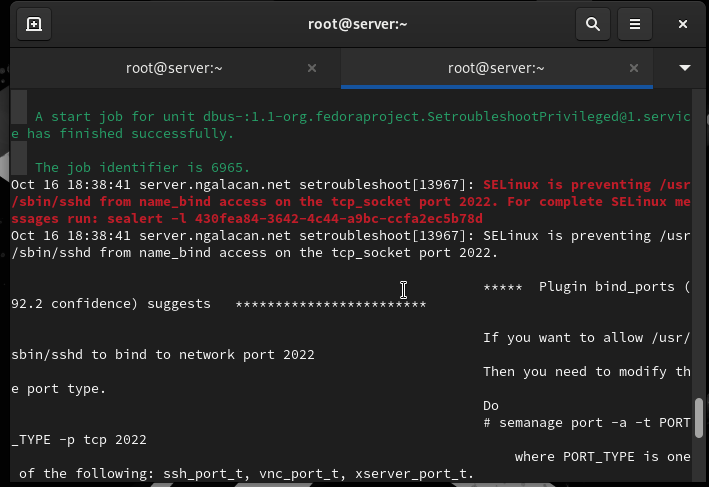 root@server:~
root@server:~
root@server:~
A start job for unit dbus-:1.1-org.fedoraproject.SetroubleshootPrivileged@1.servic
e has finished successfully.
The job identifier is 6965.
Oct 16 18:38:41 server.ngalacan.net setroubleshoot[13967]: SELinux is preventing /usr
/sbin/sshd from name_bind access on the tcp_socket port 2022. For complete SELinux me
ssages run: sealert -l 430fea84-3642-4c44-a9bc-ccfa2ec5b78d
Oct 16 18:38:41 server.ngalacan.net setroubleshoot[13967]: SELinux is preventing /usr
/sbin/sshd from name_bind access on the tcp_socket port 2022.
***** Plugin bind_ports (
92.2 confidence) suggests ************************
If you want to allow /usr/
sbin/sshd to bind to network port 2022
Then you need to modify th
e port type.
Do
# semanage port -a -t PORT
_TYPE -p tcp 2022
where PORT_TYPE is one
of the following: ssh_port_t, vnc_port_t, xserver_port_t.